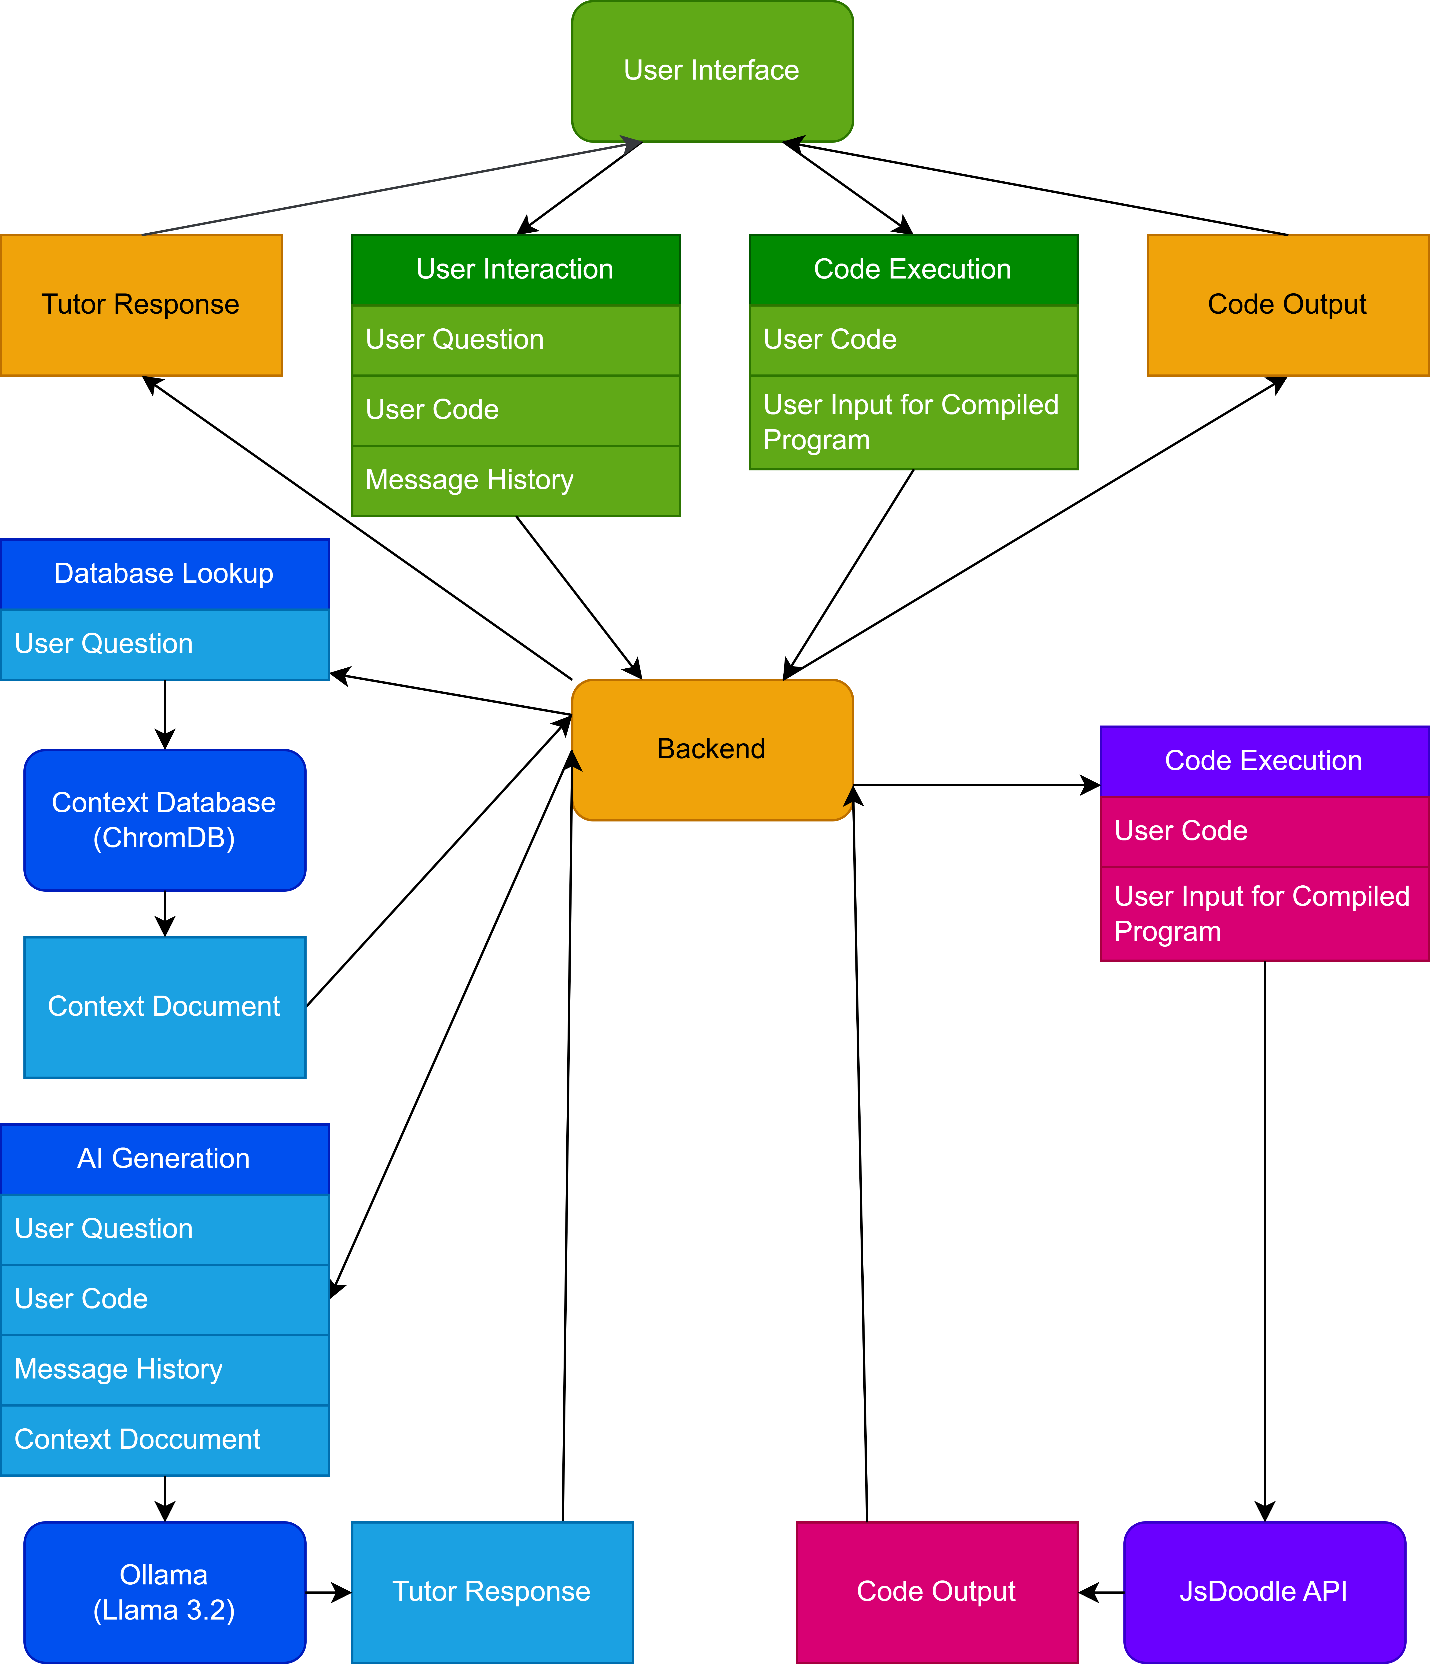 User Interface
Tutor Response
User Interaction
User Question
User Code
Message History
Code Execution
User Code
User Input for Compiled
Program
Code Output
Database Lookup
User Question
Context Database
(ChromDB)
Context Document
Backend
Code Execution
User Code
User Input for Compiled
Program
AI Generation
User Question
User Code
Message History
Context Doccument
Ollama
(Llama 3.2)
Tutor Response
Code Output
JsDoodle API